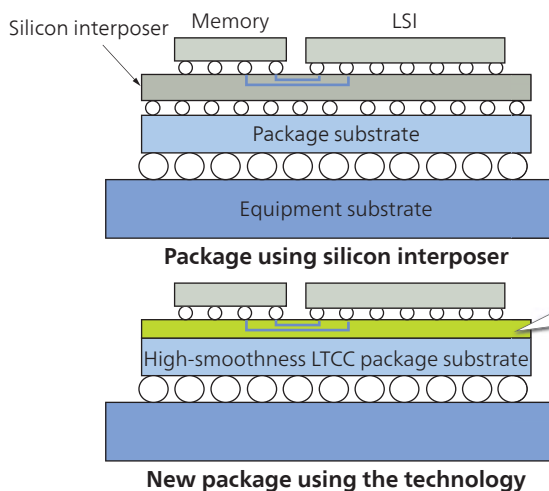 Memory
LSI
Silicon interposer
Package substrate
Equipment substrate
Package using silicon interposer
High-smoothness LTCC package substrate
New package using the technology